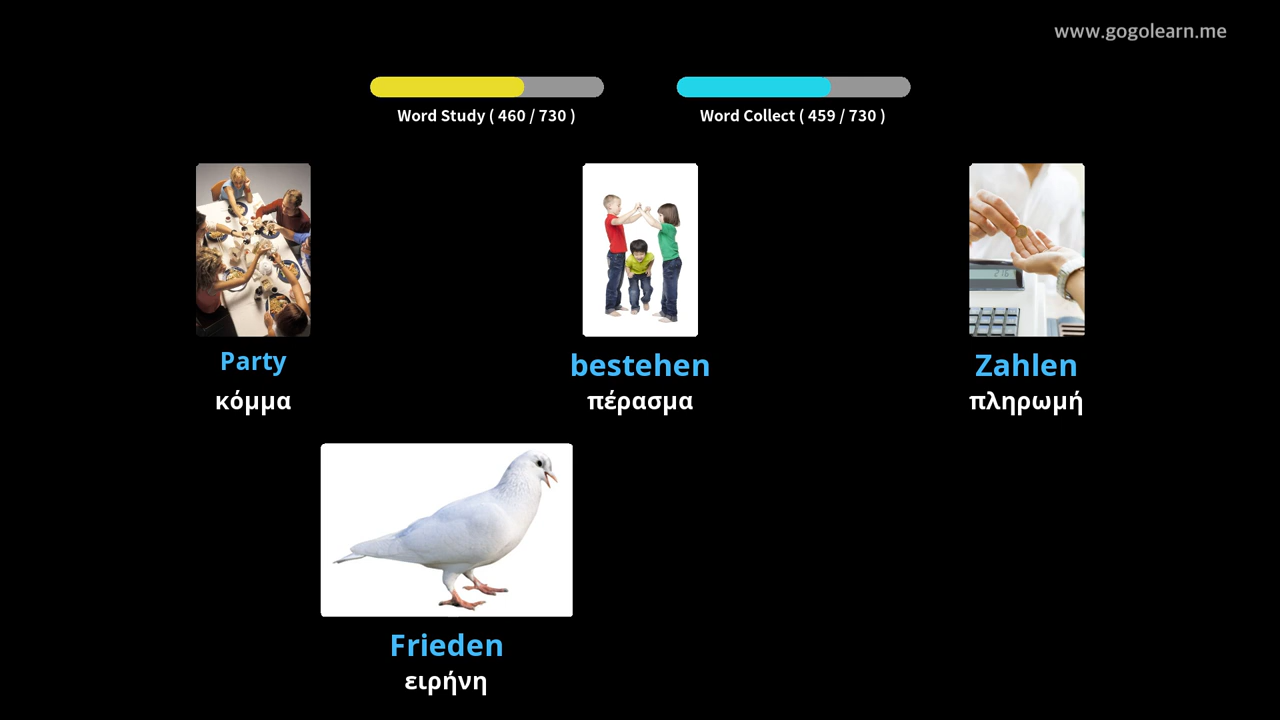 www.gogolearn.me
Word Study ( 460 / 730 )
Word Collect ( 459 / 730 )
Party
κόμμα
bestehen
πέρασμα
Zahlen
πληρωμή
Frieden
ειρήνη